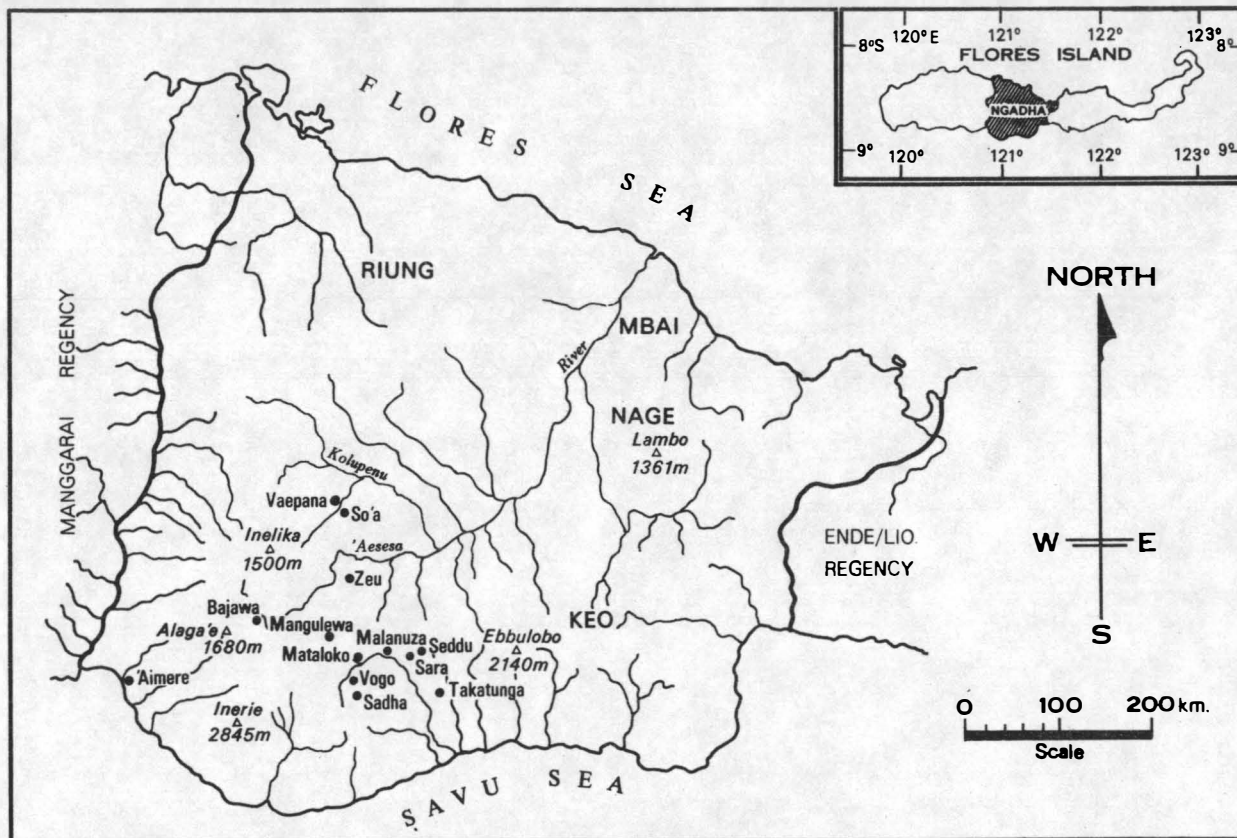 FLORES SEA
120°E 121° 122° 123°
8°S 8°
FLORES ISLAND
NGADHA
9° 9°
120° 121° 122° 123°
RIUNG
MANGGARAI REGENCY
MBAI
River
NAGE
Lambo
1361m
NORTH
W E
S
Kolupenu
Vaepana
So'a
Inelika
1500m
'Aesesa
Zeu
ENDE/LIO.
REGENCY
Bajawa
Mangulewa
Alaga'e
1680m
Malanuza
Seddu
Mataloko
Sara
Ebbulobo
2140m
KEO
'Aimere
Vogo
Sadha
Takatunga
Inerie
2845m
0 100 200 km.
Scale
SAVU SEA